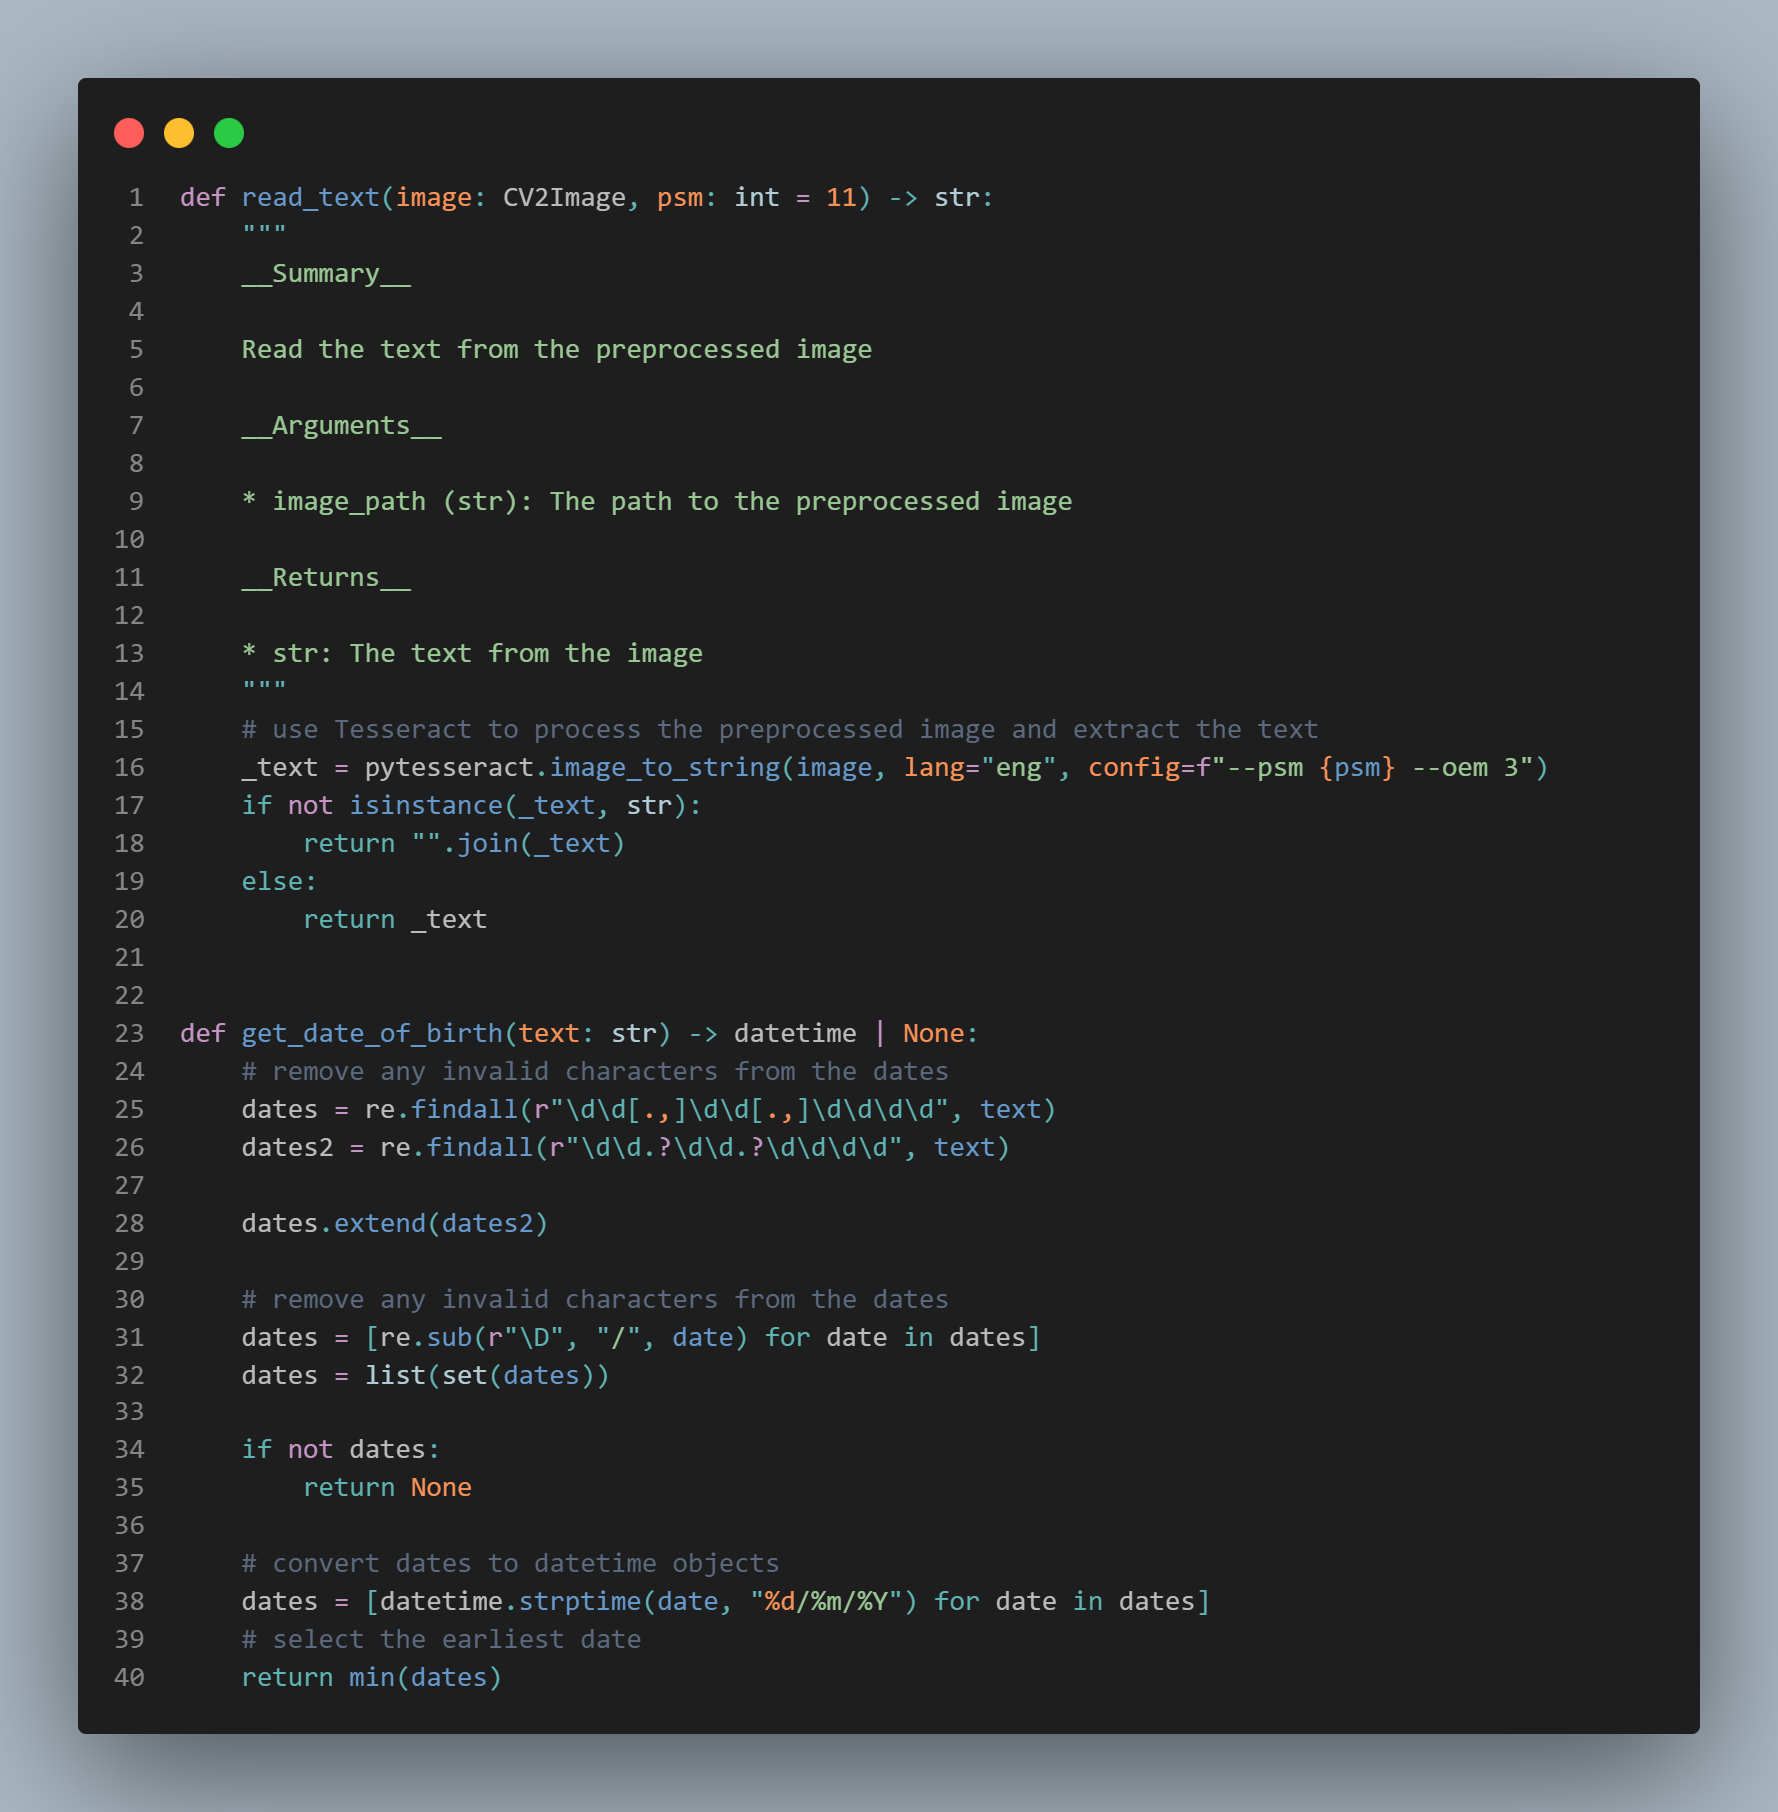 1 def read_text(image: CV2Image, psm: int = 11) -> str:
2     """
3     __Summary__
4
5     Read the text from the preprocessed image
6
7     __Arguments__
8
9     * image_path (str): The path to the preprocessed image
10
11     __Returns__
12
13     * str: The text from the image
14     """
15     # use Tesseract to process the preprocessed image and extract the text
16     _text = pytesseract.image_to_string(image, lang="eng", config=f"--psm {psm} --oem 3")
17     if not isinstance(_text, str):
18         return "".join(_text)
19     else:
20         return _text
21
22
23 def get_date_of_birth(text: str) -> datetime | None:
24     # remove any invalid characters from the dates
25     dates = re.findall(r"\d\d[.,]\d\d[.,]\d\d\d\d", text)
26     dates2 = re.findall(r"\d\d.?\d\d.?\d\d\d\d", text)
27
28     dates.extend(dates2)
29
30     # remove any invalid characters from the dates
31     dates = [re.sub(r"\D", "/", date) for date in dates]
32     dates = list(set(dates))
33
34     if not dates:
35         return None
36
37     # convert dates to datetime objects
38     dates = [datetime.strptime(date, "%d/%m/%Y") for date in dates]
39     # select the earliest date
40     return min(dates)